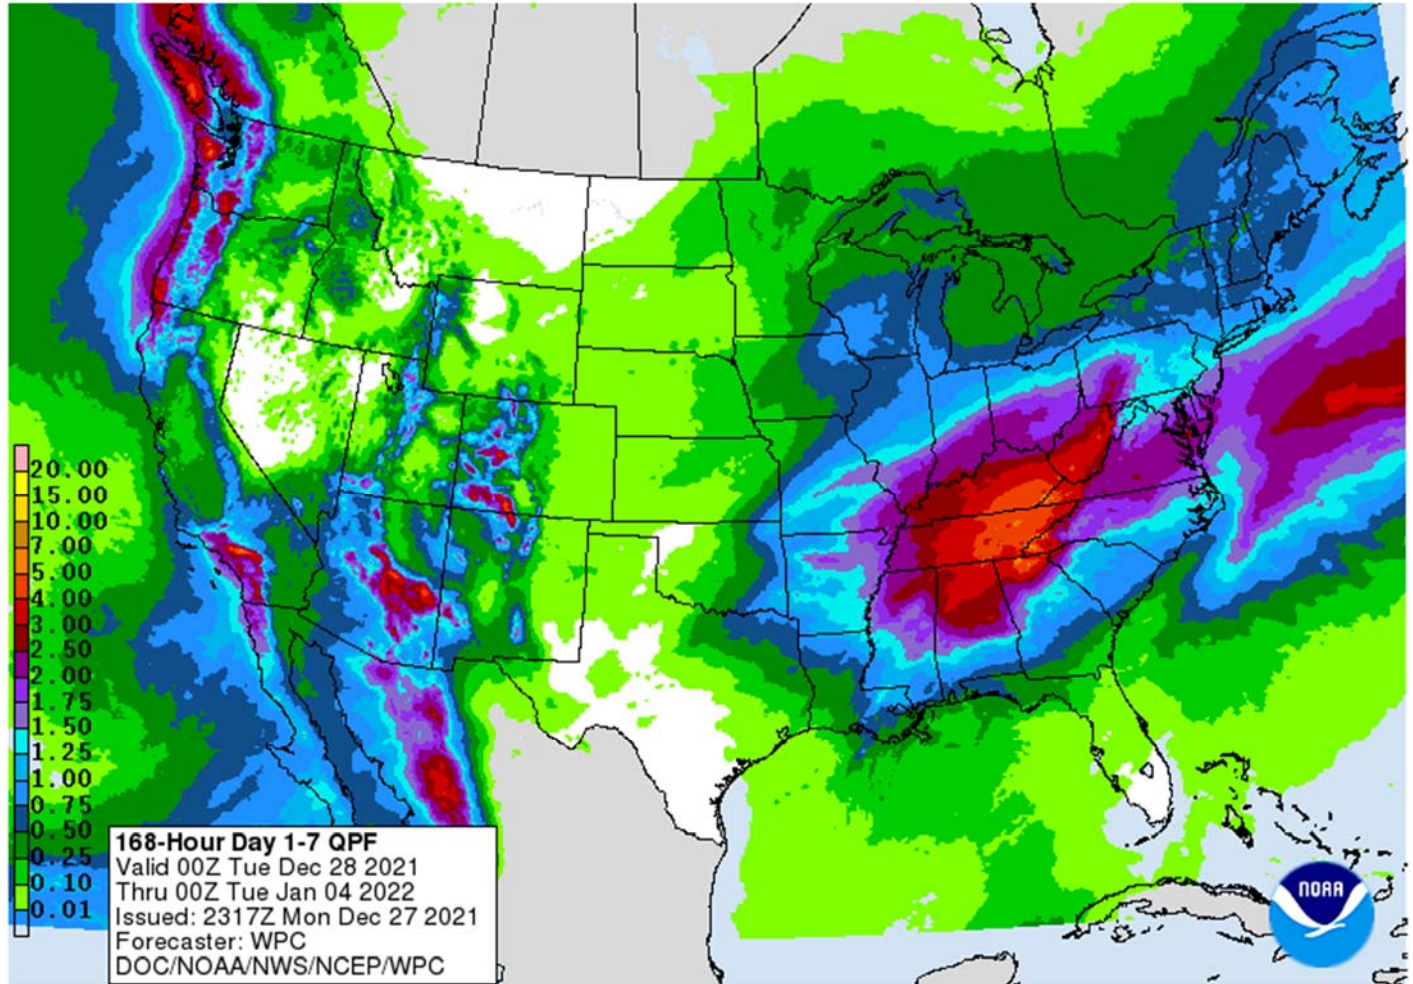 20.00
15.00
10.00
7.00
5.00
4.00
3.00
2.50
2.00
1.75
1.50
1.25
1.00
0.75
0.50
0.25
0.10
0.01
168-Hour Day 1-7 QPF
Valid 00Z Tue Dec 28 2021
Thru 00Z Tue Jan 04 2022
Issued: 2317Z Mon Dec 27 2021
Forecaster: WPC
DOC/NOAA/NWS/NCEP/WPC
NOAA